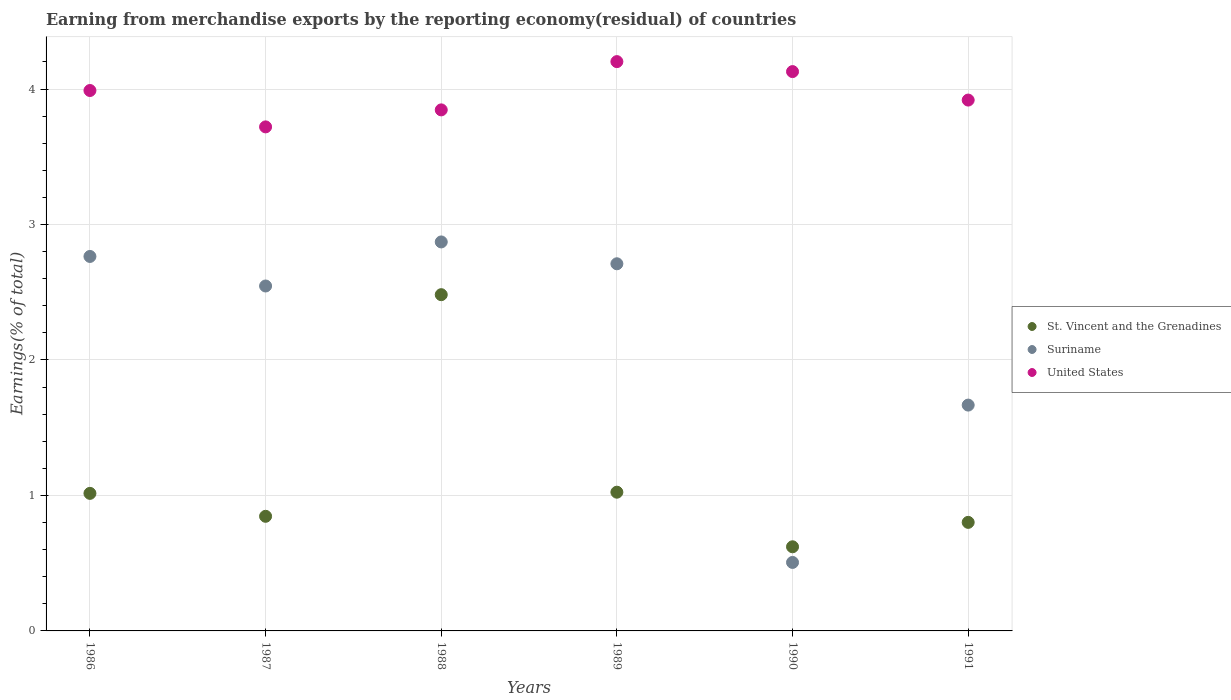 Earning from merchandise exports by the reporting economy(residual) of countries
Earnings(% of total)
4
3
2
1
0
1986
1987
1988
1989
1990
1991
Years
St. Vincent and the Grenadines
Suriname
United States